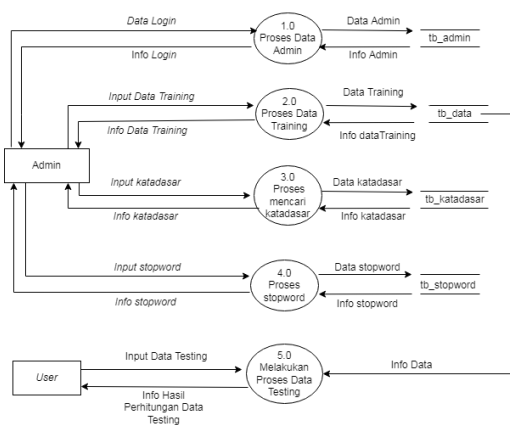 Data Login
1.0
Proses Data
Admin
Data Admin
tb_admin
Info Login
Info Admin
Input Data Training
2.0
Proses Data
Training
Data Training
tb_data
Info Data Training
Info dataTraining
Admin
Input katadasar
3.0
Proses
mencari
katadasar
Data katadasar
tb_katadasar
Info katadasar
Info katadasar
Input stopword
4.0
Proses
stopword
Data stopword
tb_stopword
Info stopword
Info stopword
User
Input Data Testing
5.0
Melakukan
Proses Data
Testing
Info Data
Info Hasil
Perhitungan Data
Testing